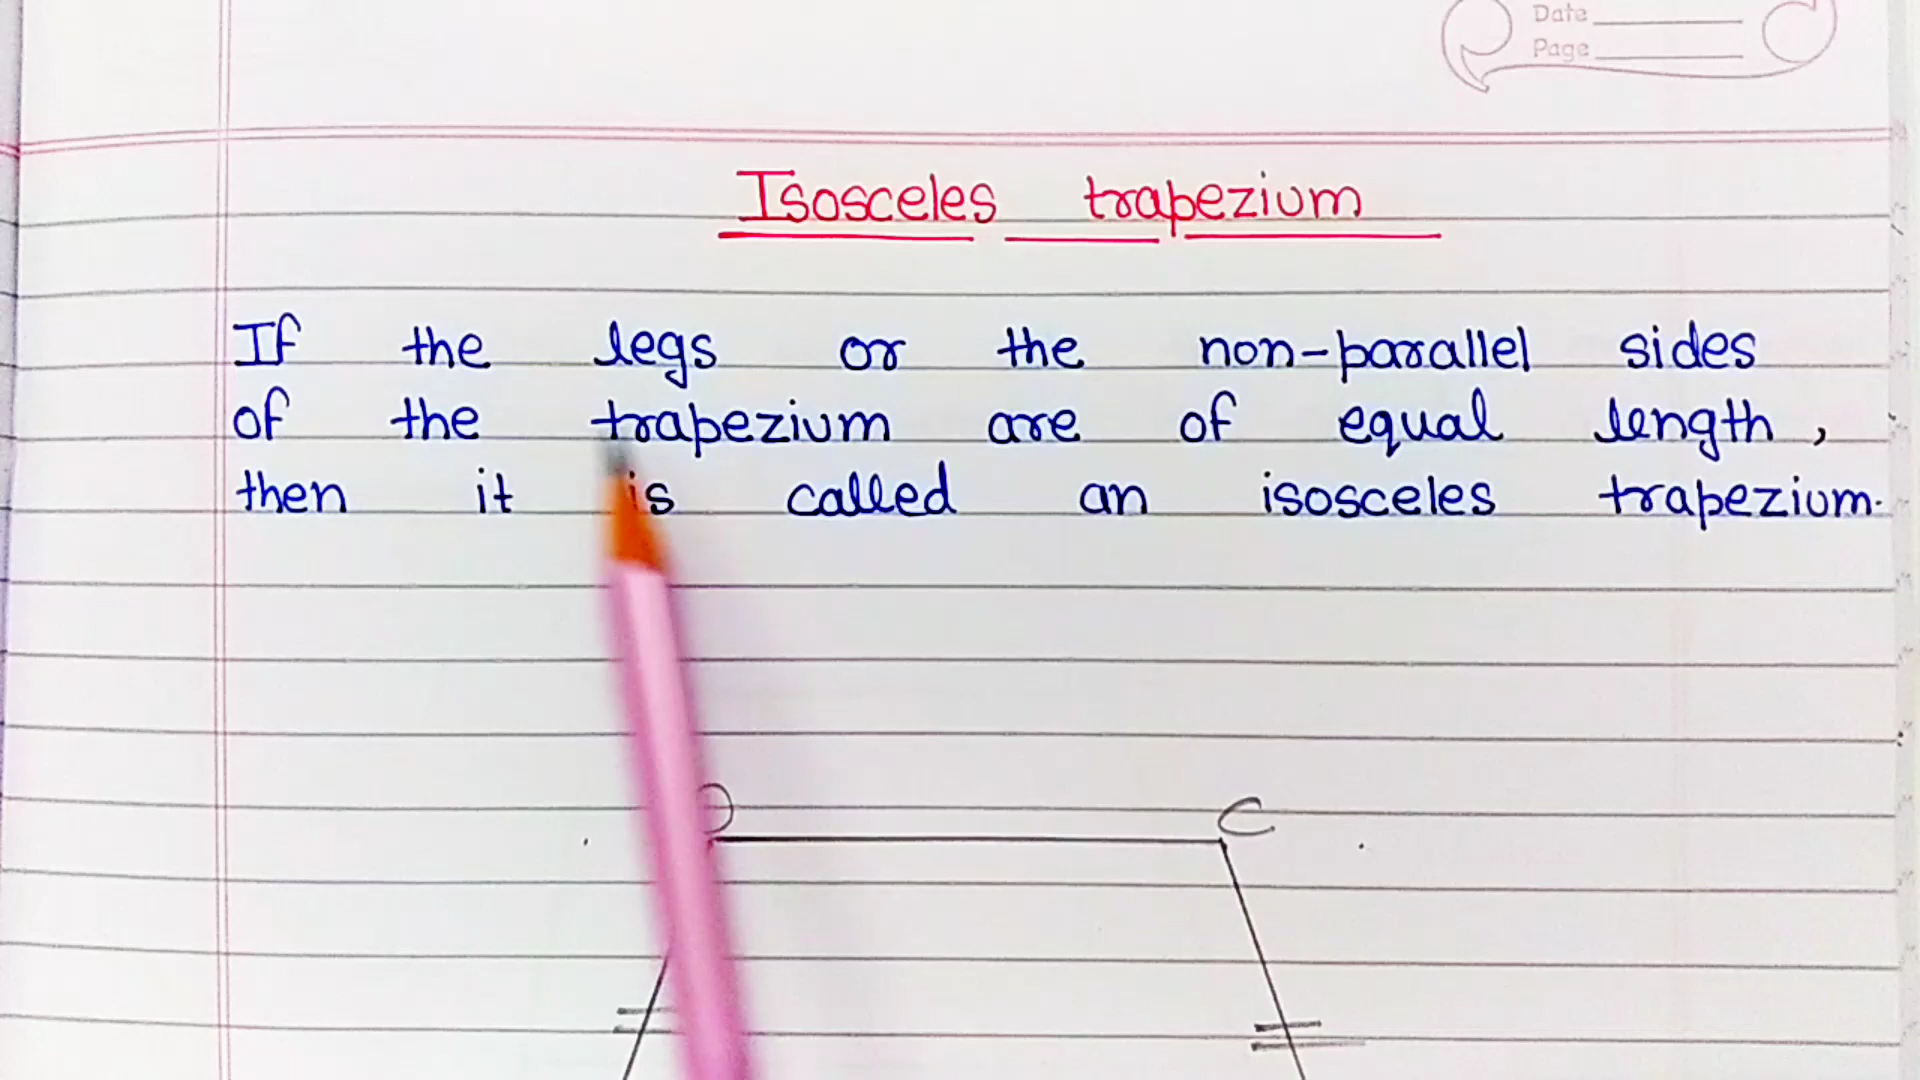 Date
Page
Isosceles trapezium
If the legs or the non-parallel sides
of the trapezium are of equal length,
then it is called an isosceles trapezium.
D C